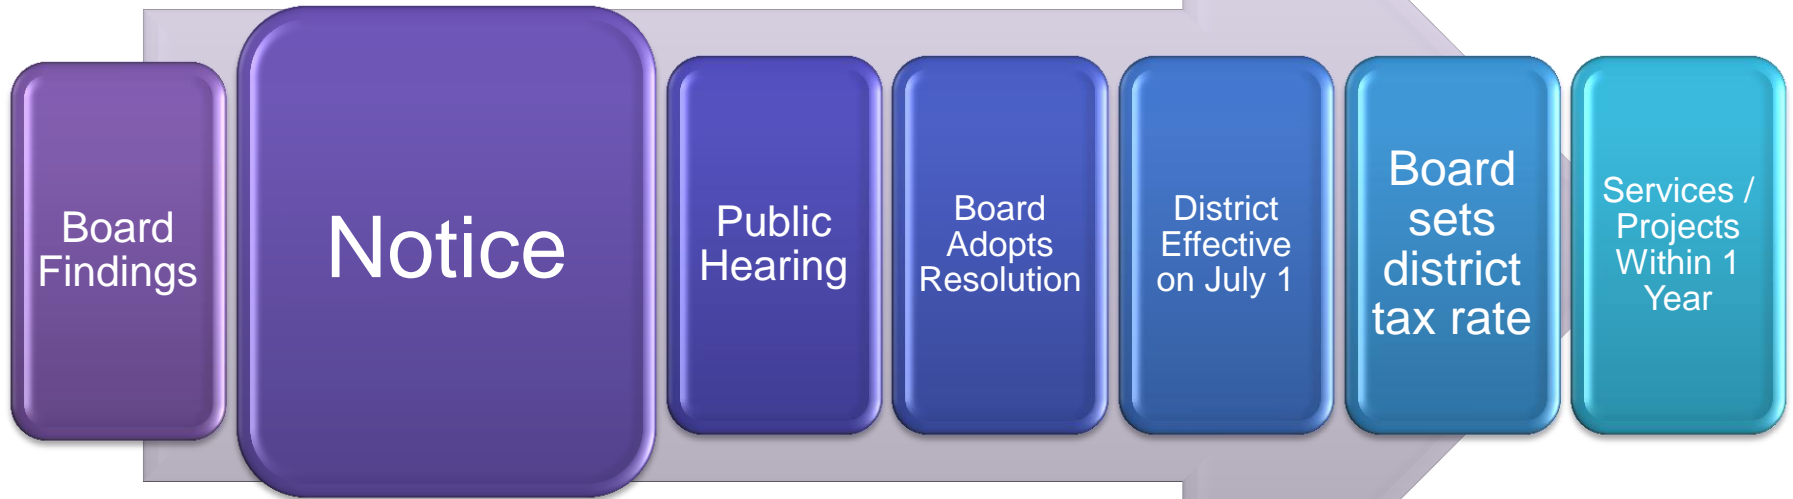 Board
Findings
Notice
Public
Hearing
Board
Adopts
Resolution
District
Effective
on July 1
Board
sets
district
tax rate
Services /
Projects
Within 1
Year